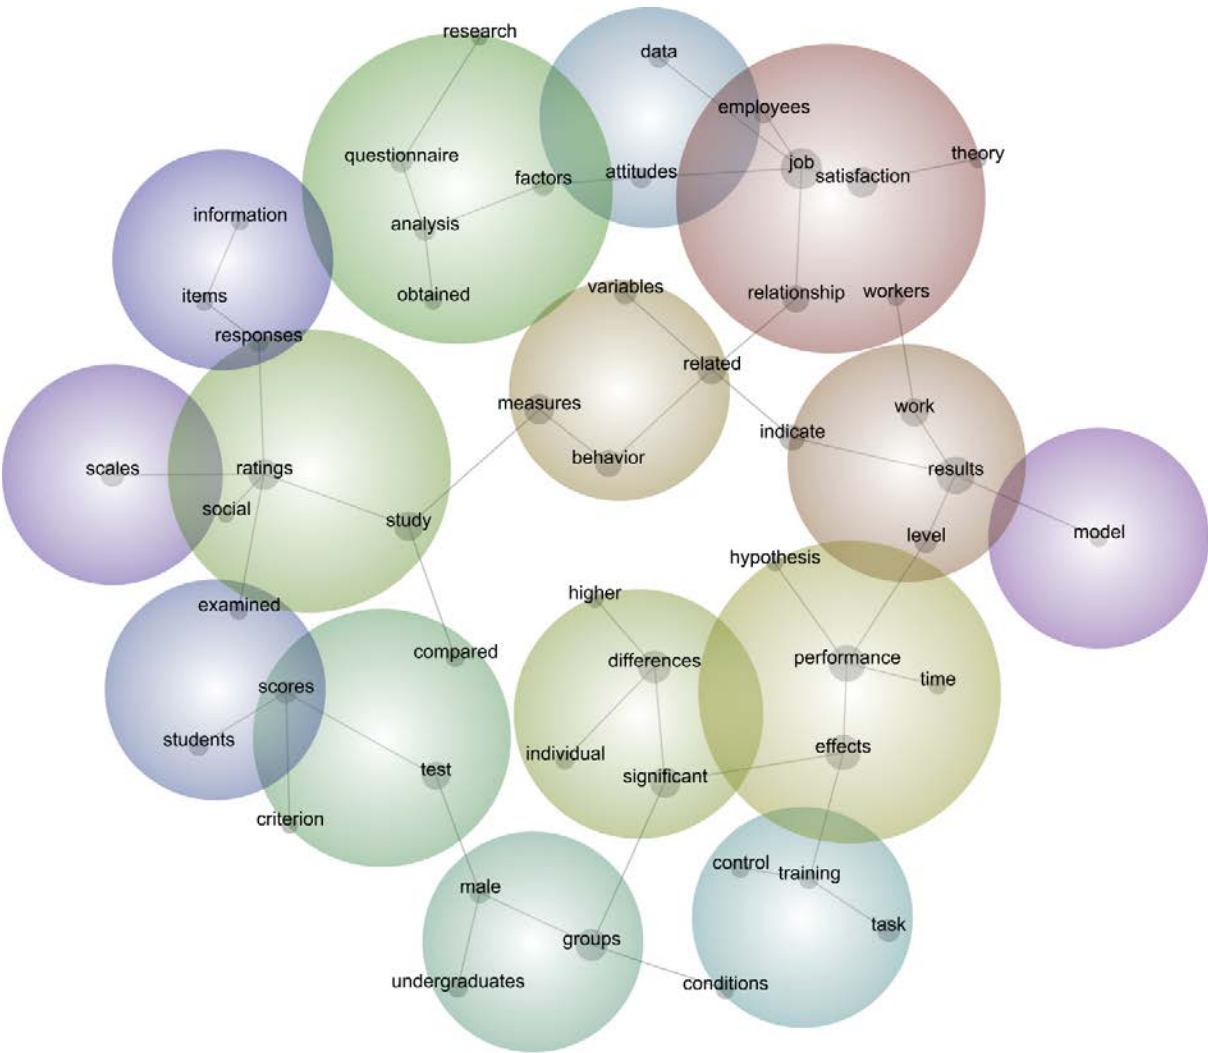 research
data
employees
questionnaire
factors
attitudes
job
satisfaction
theory
information
analysis
items
obtained
variables
relationship
workers
responses
related
measures
work
indicate
behavior
scales
ratings
results
social
study
level
model
hypothesis
higher
examined
compared
differences
performance
time
scores
students
individual
effects
test
significant
criterion
control
training
male
task
groups
undergraduates
conditions